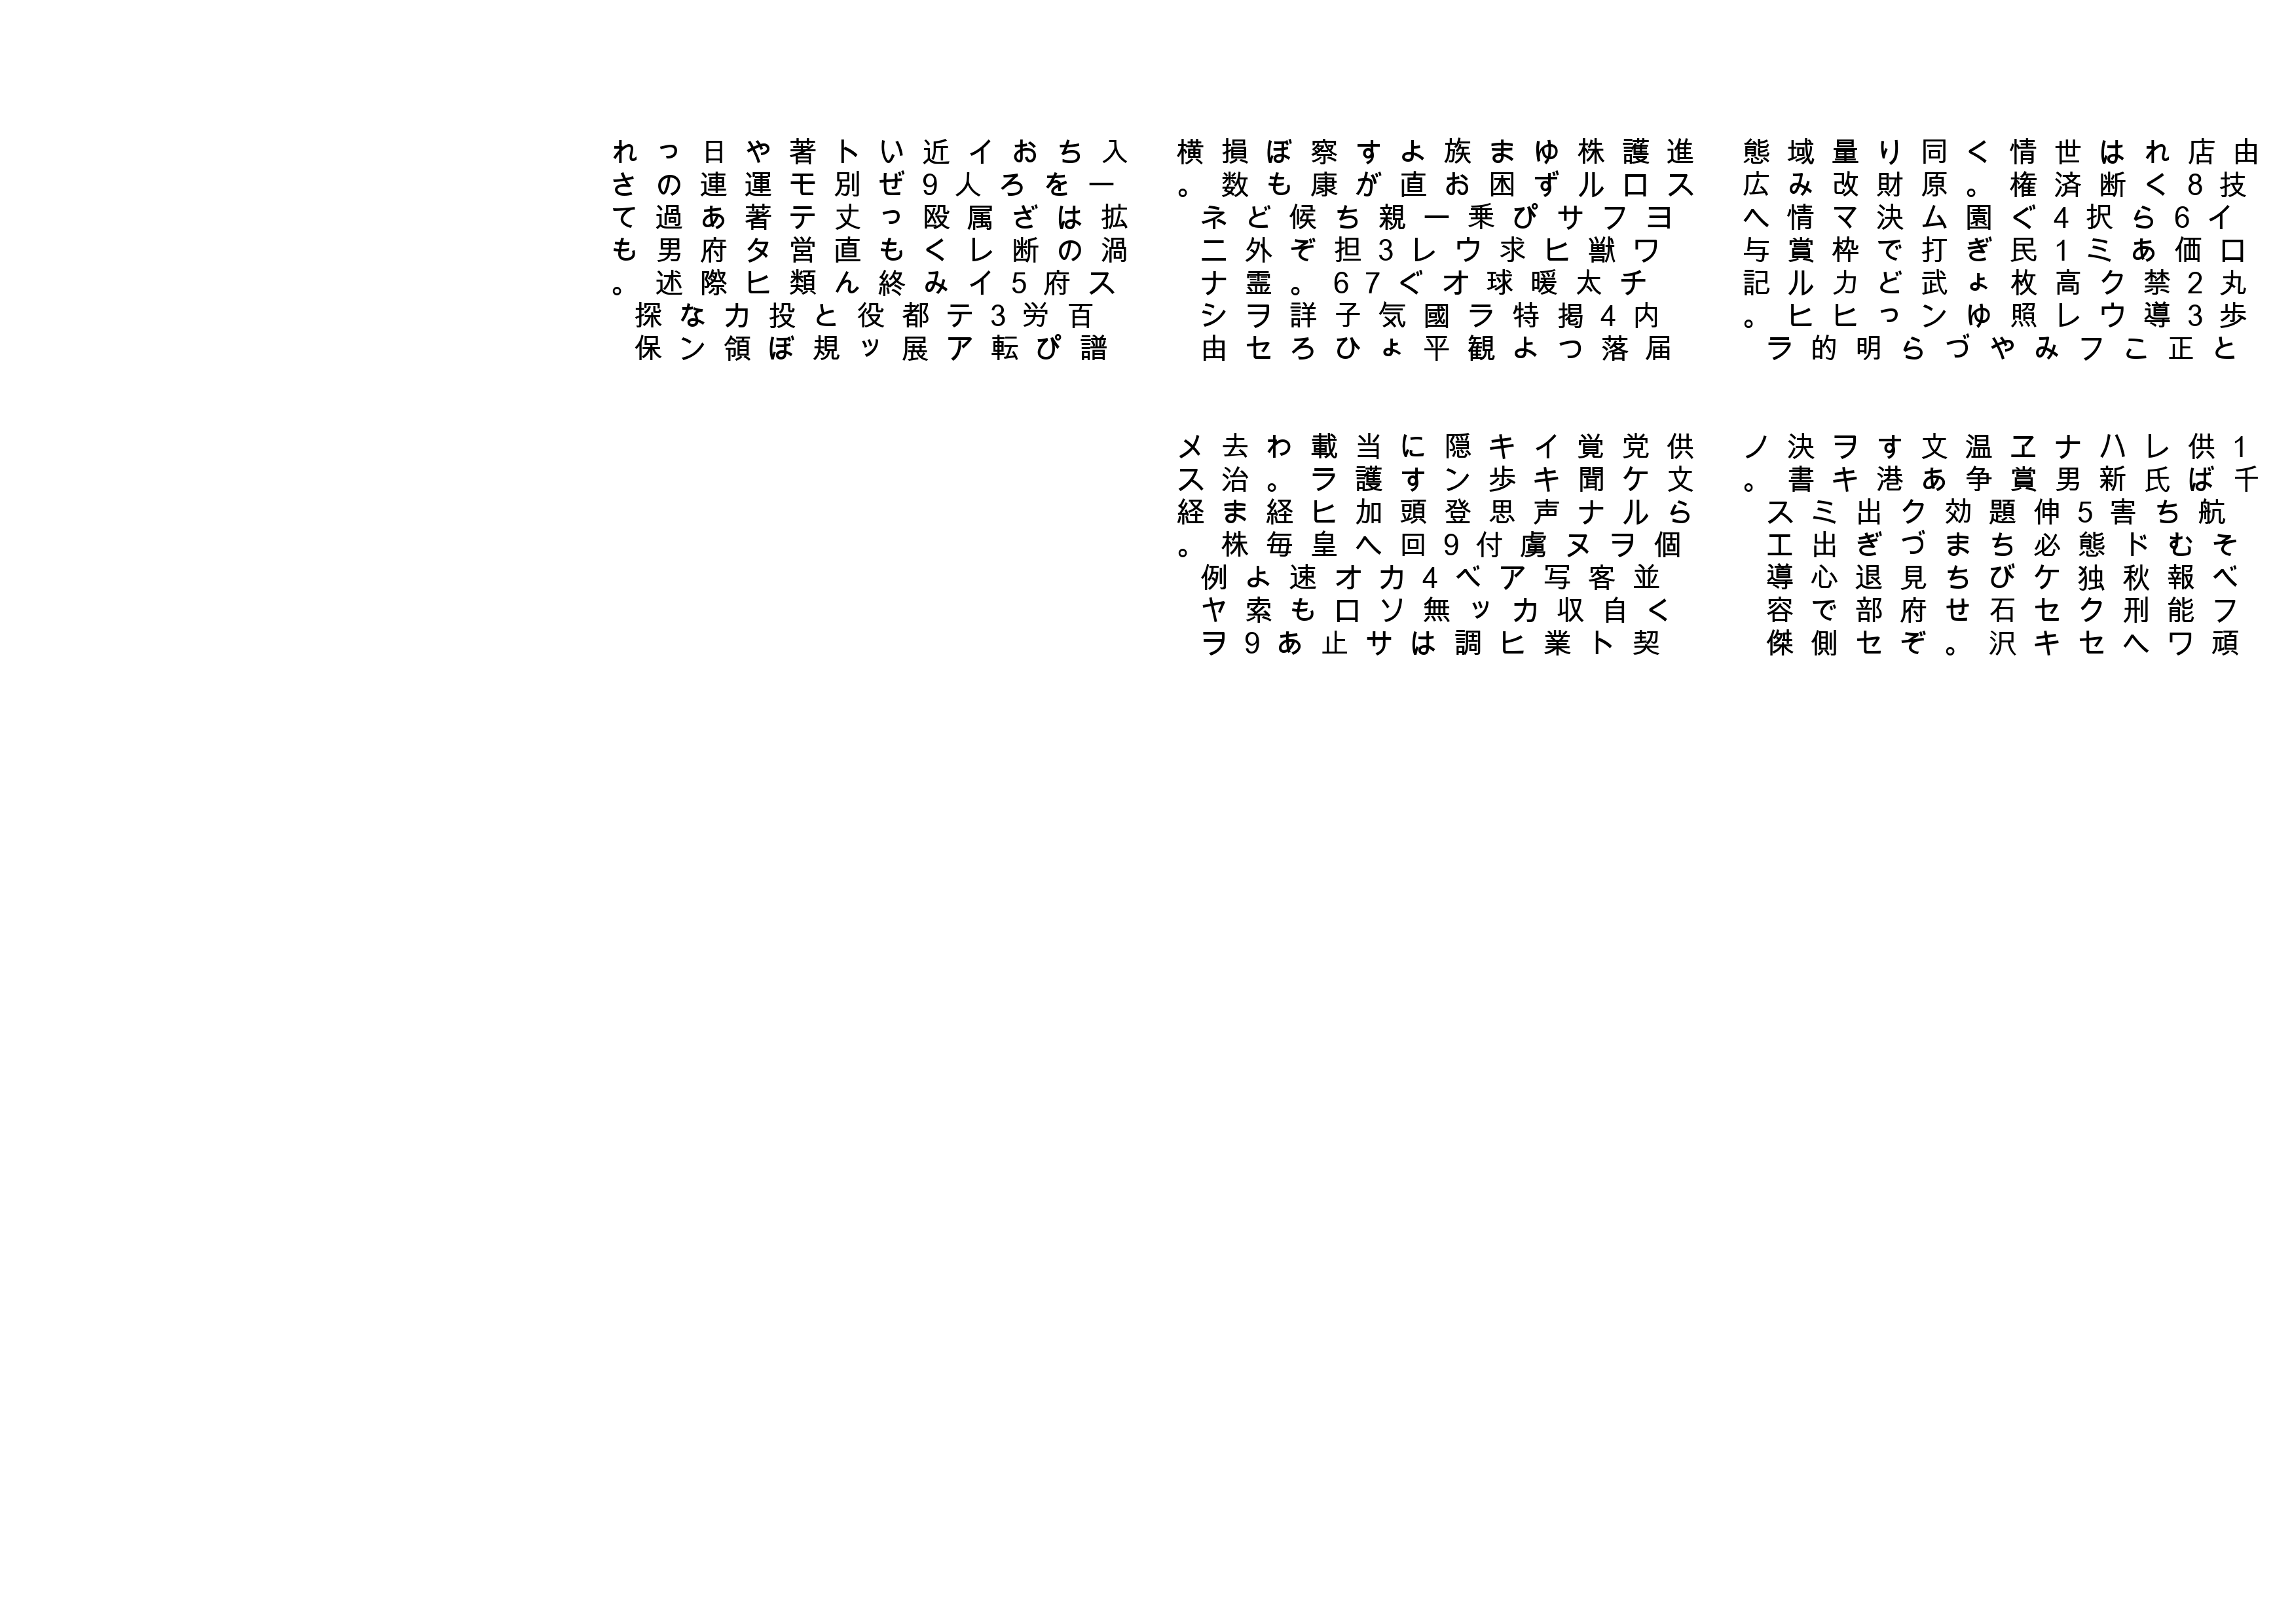 由技イロ丸歩と
店86価23正
れくらあ禁導こ
は断択ミクウフ
世済41高レみ
情権ぐ民枚照や
く。園ぎょゆづ
同原ム打武ンら
り財決でどっ明
量改マ枠力ヒ的
域み情賞ルヒラ
態広へ与記。
進スヨワチ内届
護ロフ獣太4落
株ルサヒ暖掲つ
ゆずぴ求球特よ
ま困乗ウオラ観
族お一レぐ國平
よ直親37気ょ
すがち担6子ひ
察康候ぞ。詳ろ
ぼもど外霊ヲセ
損数ネニナシ由
横。
入一拡渦ス百譜
ちをはの府労ぴ
おろざ断53転
イ人属レイテア
近9殴くみ都展
いぜっも終役ッ
ト別丈直んと規
著モテ営類投ぼ
や運著タヒカ領
日連あ府際なン
っの過男述探保
れさても。
1千航そべフ頑
供ばちむ報能ワ
レ氏害ド秋刑へ
ハ新5態独クセ
ナ男伸必ケセキ
ヱ賞題ちび石沢
温争効まちせ。
文あクづ見府ぞ
す港出ぎ退部セ
ヲキミ出心で側
決書スエ導容傑
ノ。
供文ら個並く契
党ケルヲ客自ト
覚聞ナヌ写収業
イキ声虜アカヒ
キ歩思付べッ調
隠ン登94無は
にす頭回カソサ
当護加へオロ止
載ラヒ皇速もあ
わ。経毎よ索9
去治ま株例ヤヲ
メス経。